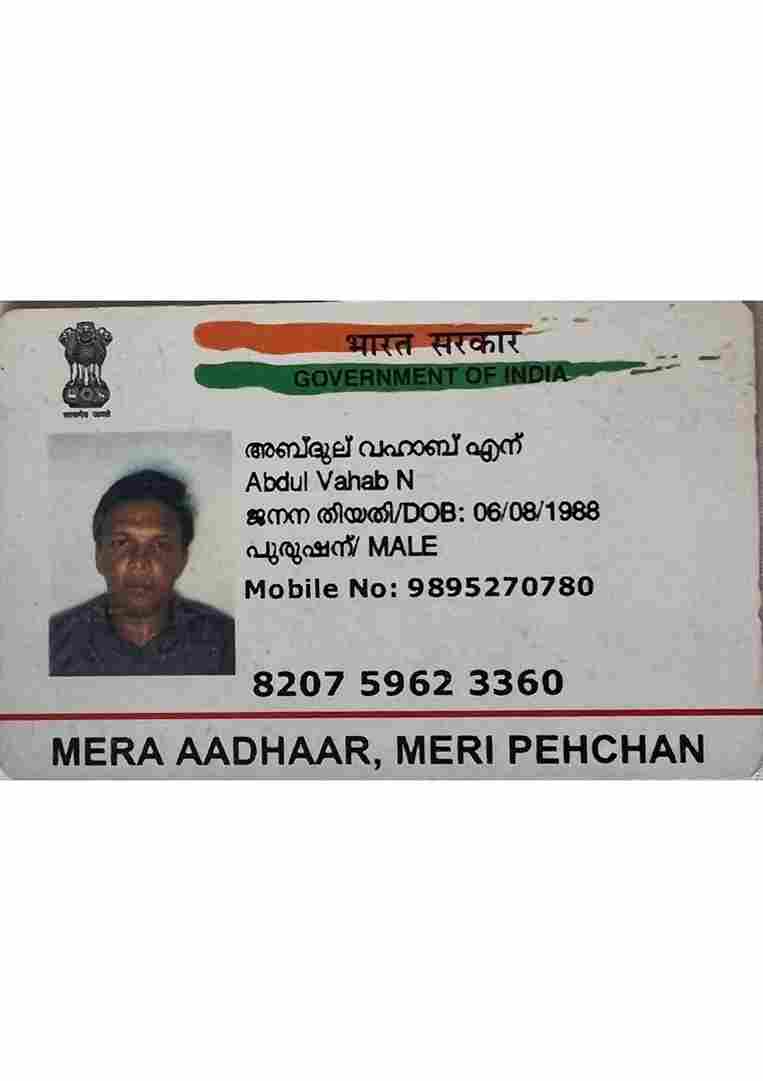 भारत सरकार
GOVERNMENT OF INDIA
सत्यमेव जयते
അബ്ദുല് വഹാബ് എന്
Abdul Vahab N
ജനന തിയതി/DOB: 06/08/1988
പുരുഷന്/ MALE
Mobile No: 9895270780
8207 5962 3360
MERA AADHAAR, MERI PEHCHAN